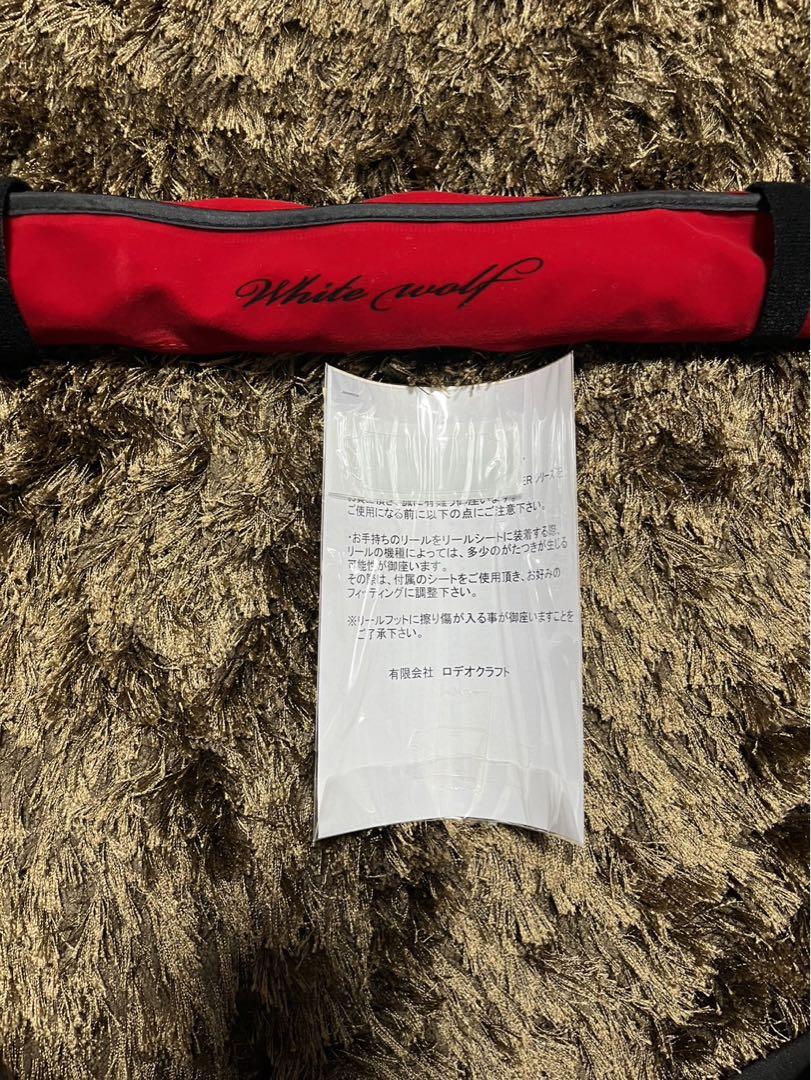 White wolf
ERシリーズを
ご使用になる前に以下の点にご注意下さい。
・お手持ちのリールをリールシートに装着する際、
リールの機種によっては、多少のがたつきが生じる
可能性が御座います。
その際は、付属のシートをご使用頂き、お好みの
フィッティングに調整下さい。
※リールフットに擦り傷が入る事が御座いますことを
ご了承下さい。
有限会社 ロデオクラフト